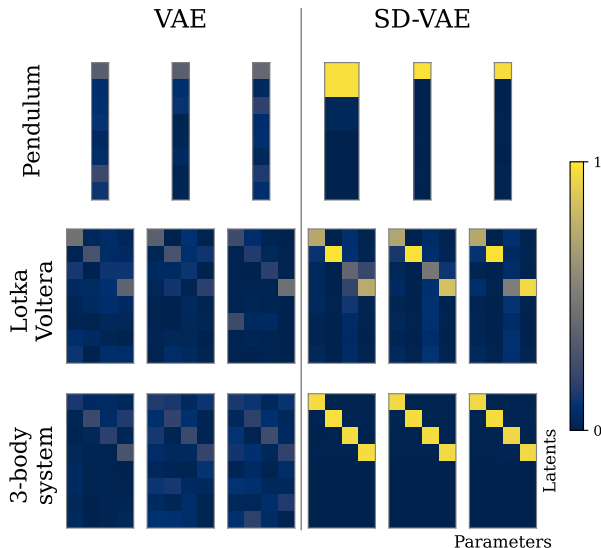 VAE
SD-VAE
Pendulum
Lotka
Voltera
3-body
system
1
0
Latents
Parameters